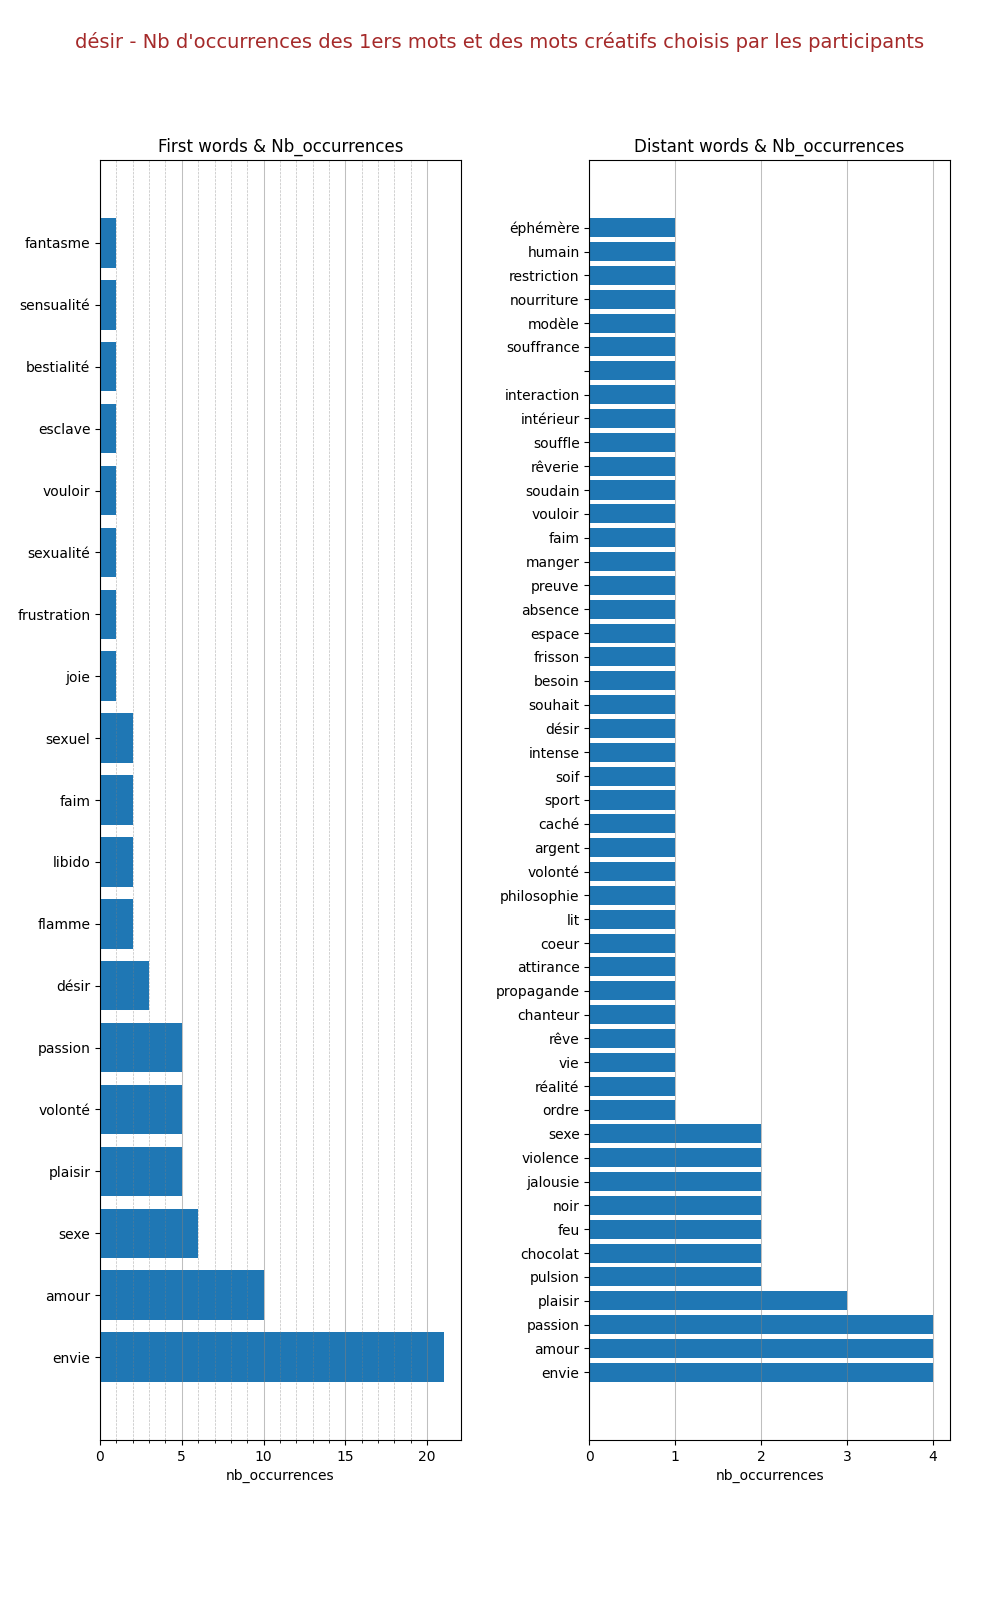 désir - Nb d'occurrences des 1ers mots et des mots créatifs choisis par les participants
First words & Nb_occurrences
fantasme
sensualité
bestialité
esclave
vouloir
sexualité
frustration
joie
sexuel
faim
libido
flamme
désir
passion
volonté
plaisir
sexe
amour
envie
0 5 10 15 20
nb_occurrences
Distant words & Nb_occurrences
éphémère
humain
restriction
nourriture
modèle
souffrance
interaction
intérieur
souffle
rêverie
soudain
vouloir
faim
manger
preuve
absence
espace
frisson
besoin
souhait
désir
intense
soif
sport
caché
argent
volonté
philosophie
lit
coeur
attirance
propagande
chanteur
rêve
vie
réalité
ordre
sexe
violence
jalousie
noir
feu
chocolat
pulsion
plaisir
passion
amour
envie
0 1 2 3 4
nb_occurrences